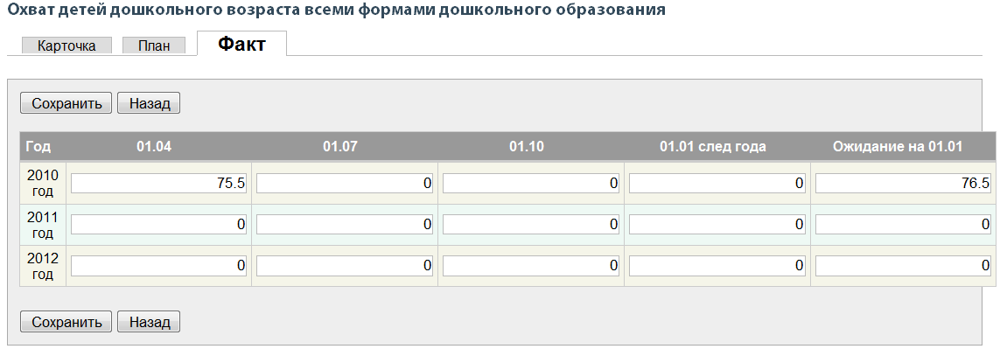 Охват детей дошкольного возраста всеми формами дошкольного образования
Карточка План Факт
Сохранить Назад
Год 01.04 01.07 01.10 01.01 след года Ожидание на 01.01
2010 год 75.5 0 0 0 76.5
2011 год 0 0 0 0 0
2012 год 0 0 0 0 0
Сохранить Назад